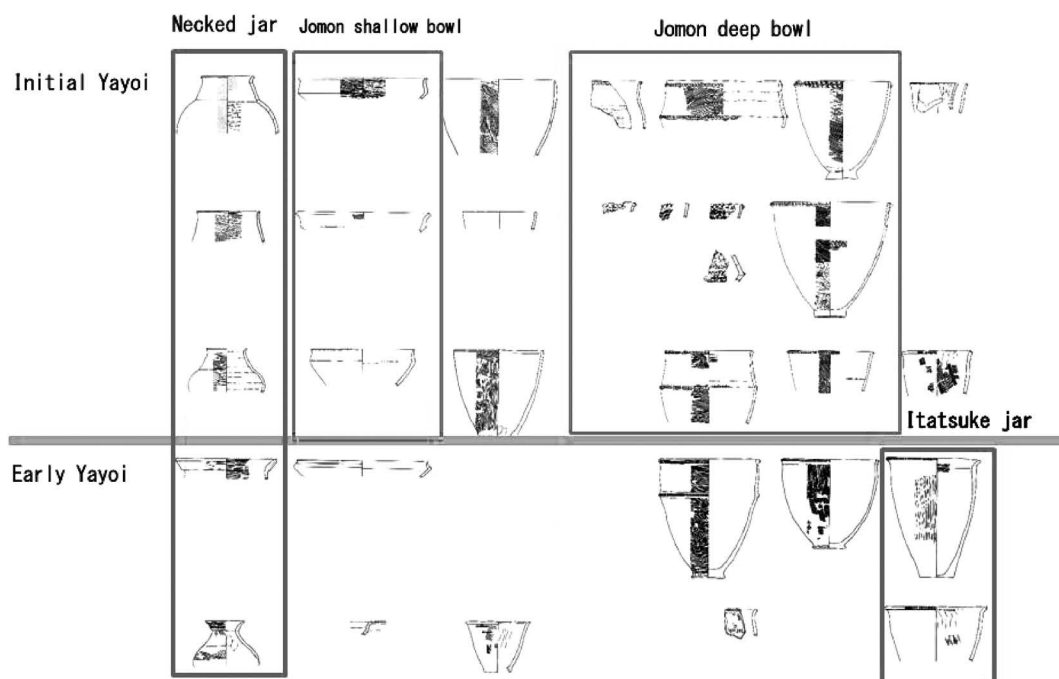 Necked jar
Jomon shallow bowl
Jomon deep bowl
Initial Yayoi
Itatsuke jar
Early Yayoi